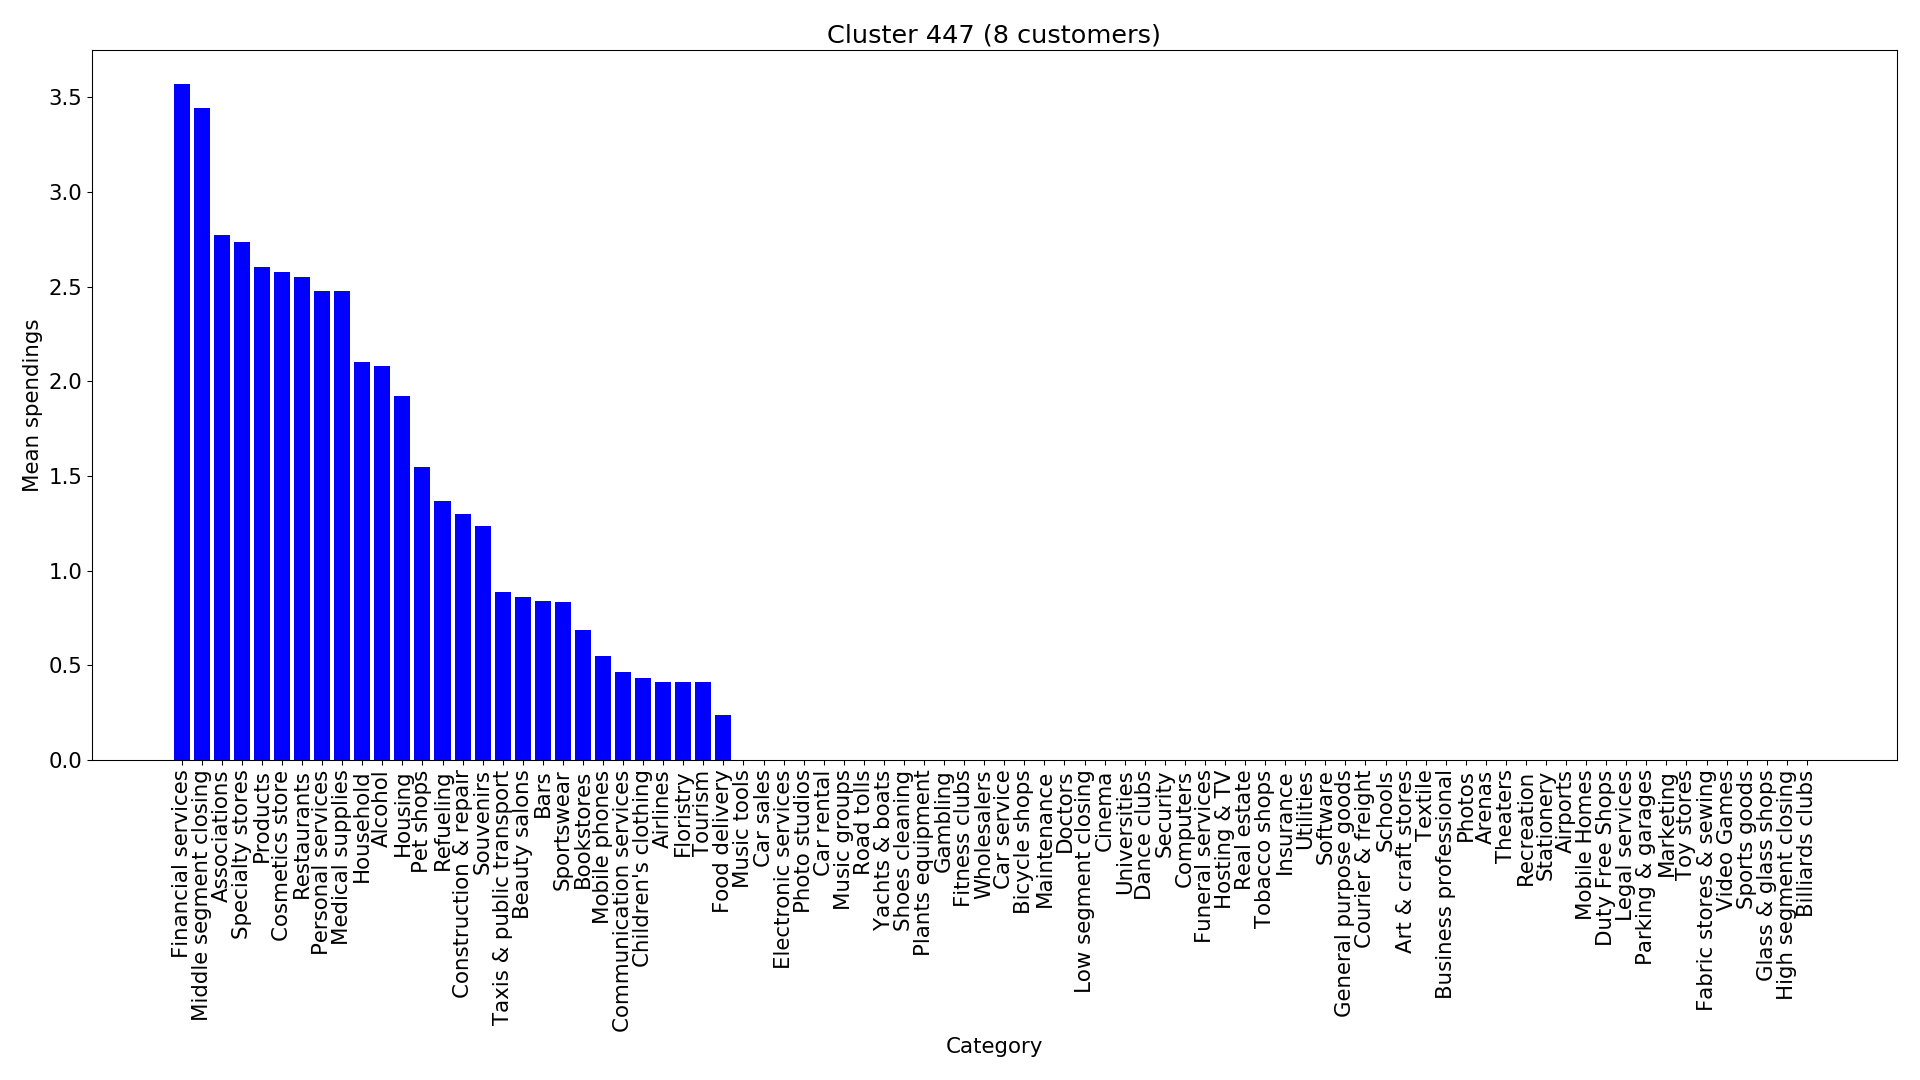 Cluster 447 (8 customers)
3.5
3.0
2.5
2.0
1.5
1.0
0.5
0.0
Mean spendings
Financial services
Middle segment closing
Associations
Specialty stores
Products
Cosmetics store
Restaurants
Personal services
Medical supplies
Household
Alcohol
Housing
Pet shops
Refueling
Construction & repair
Souvenirs
Taxis & public transport
Beauty salons
Bars
Sportswear
Bookstores
Mobile phones
Communication services
Children's clothing
Airlines
Floristry
Tourism
Food delivery
Music tools
Car sales
Electronic services
Photo studios
Car rental
Music groups
Road tolls
Yachts & boats
Shoes cleaning
Plants equipment
Gambling
Fitness clubs
Wholesalers
Car service
Bicycle shops
Maintenance
Doctors
Low segment closing
Cinema
Universities
Dance clubs
Security
Computers
Funeral services
Hosting & TV
Real estate
Tobacco shops
Insurance
Utilities
Software
General purpose goods
Courier & freight
Schools
Art & craft stores
Textile
Business professional
Photos
Arenas
Theaters
Recreation
Stationery
Airports
Mobile Homes
Duty Free Shops
Legal services
Parking & garages
Marketing
Toy stores
Fabric stores & sewing
Video Games
Sports goods
Glass & glass shops
High segment closing
Billiards clubs
Category